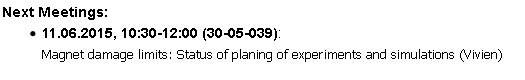 Next Meetings:
• 11.06.2015, 10:30-12:00 (30-05-039):
Magnet damage limits: Status of planing of experiments and simulations (Vivien)